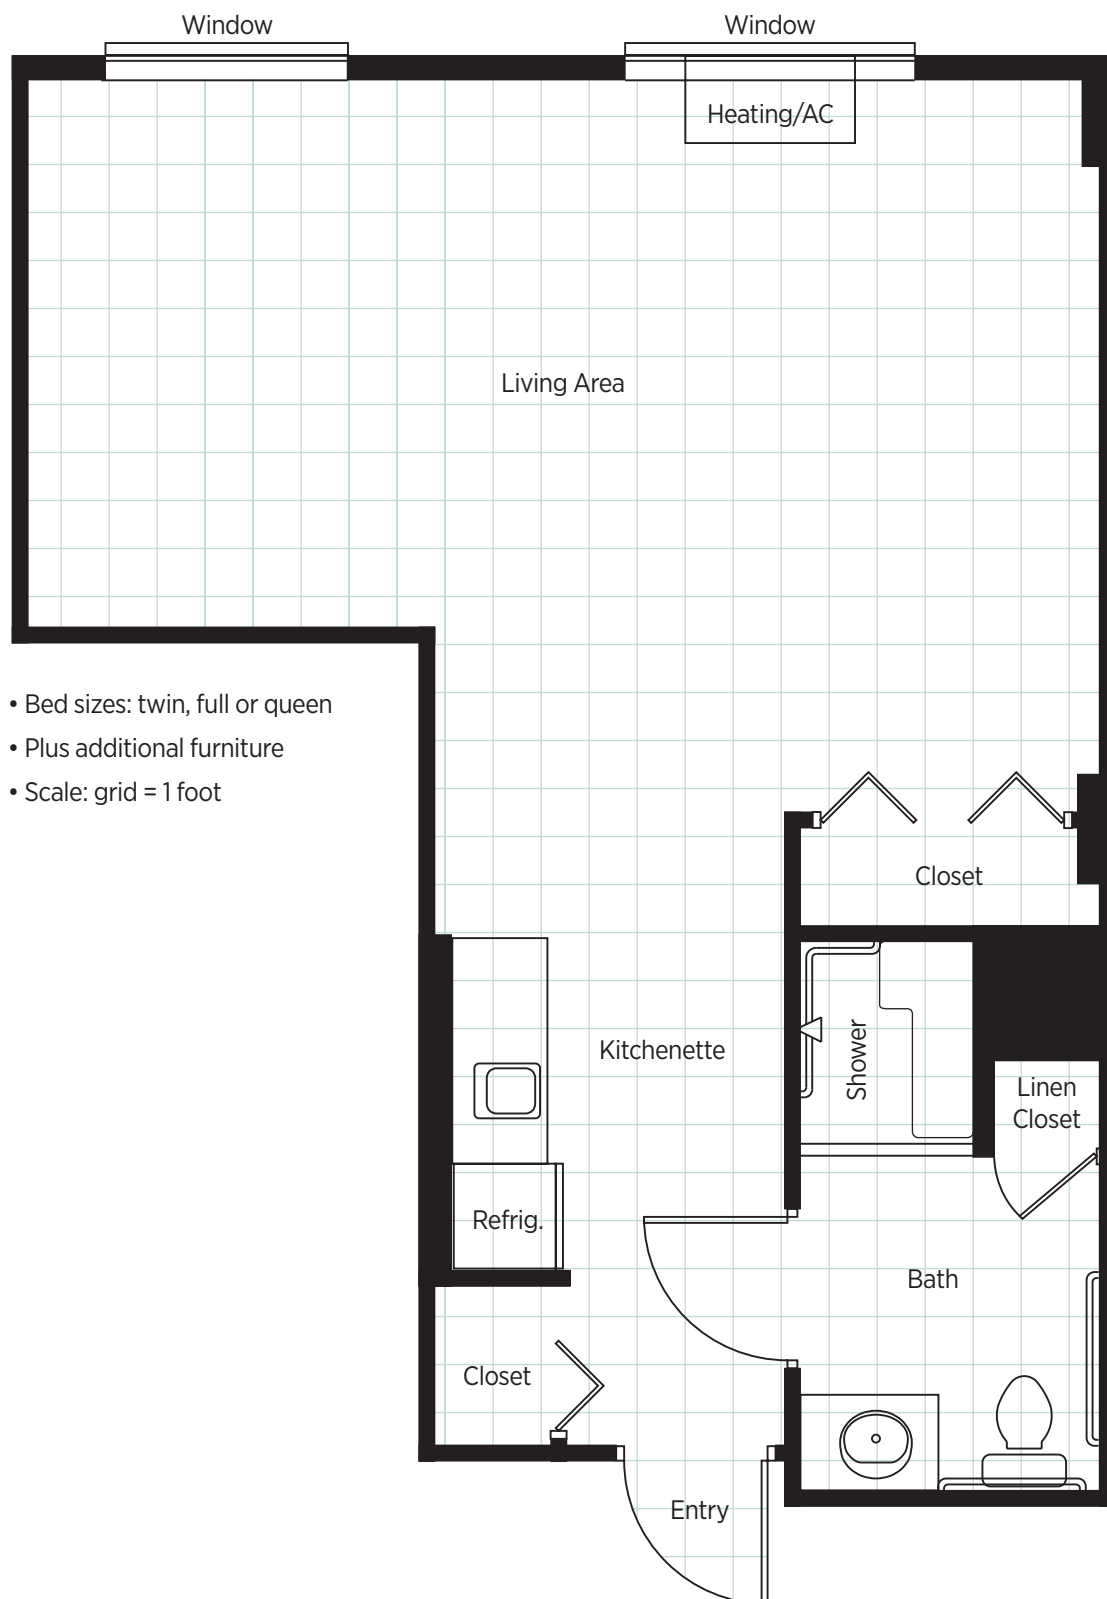 Window
Window
Heating/AC
Living Area
• Bed sizes: twin, full or queen
• Plus additional furniture
• Scale: grid = 1 foot
Closet
Kitchenette
Shower
Linen
Closet
Refrig.
Bath
Closet
Entry